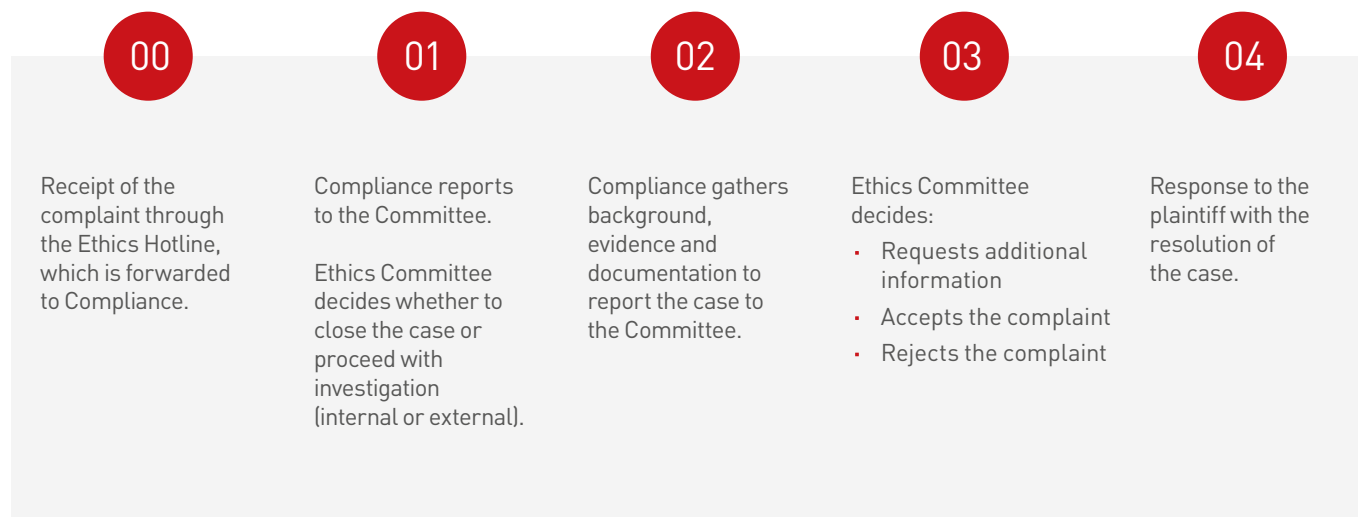 00
Receipt of the
complaint through
the Ethics Hotline,
which is forwarded
to Compliance.
01
Compliance reports
to the Committee.
Ethics Committee
decides whether to
close the case or
proceed with
investigation
(internal or external).
02
Compliance gathers
background,
evidence and
documentation to
report the case to
the Committee.
03
Ethics Committee
decides:
· Requests additional
information
· Accepts the complaint
· Rejects the complaint
04
Response to the
plaintiff with the
resolution of
the case.